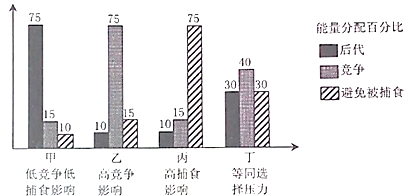 能量分配百分比
后代
竞争
避免被捕食
75 15 10
10 75 15
10 15 75
30 40 30
甲 乙 丙 丁
低竞争低 高竞争 高捕食 等同选
捕食影响 影响 影响 择压力